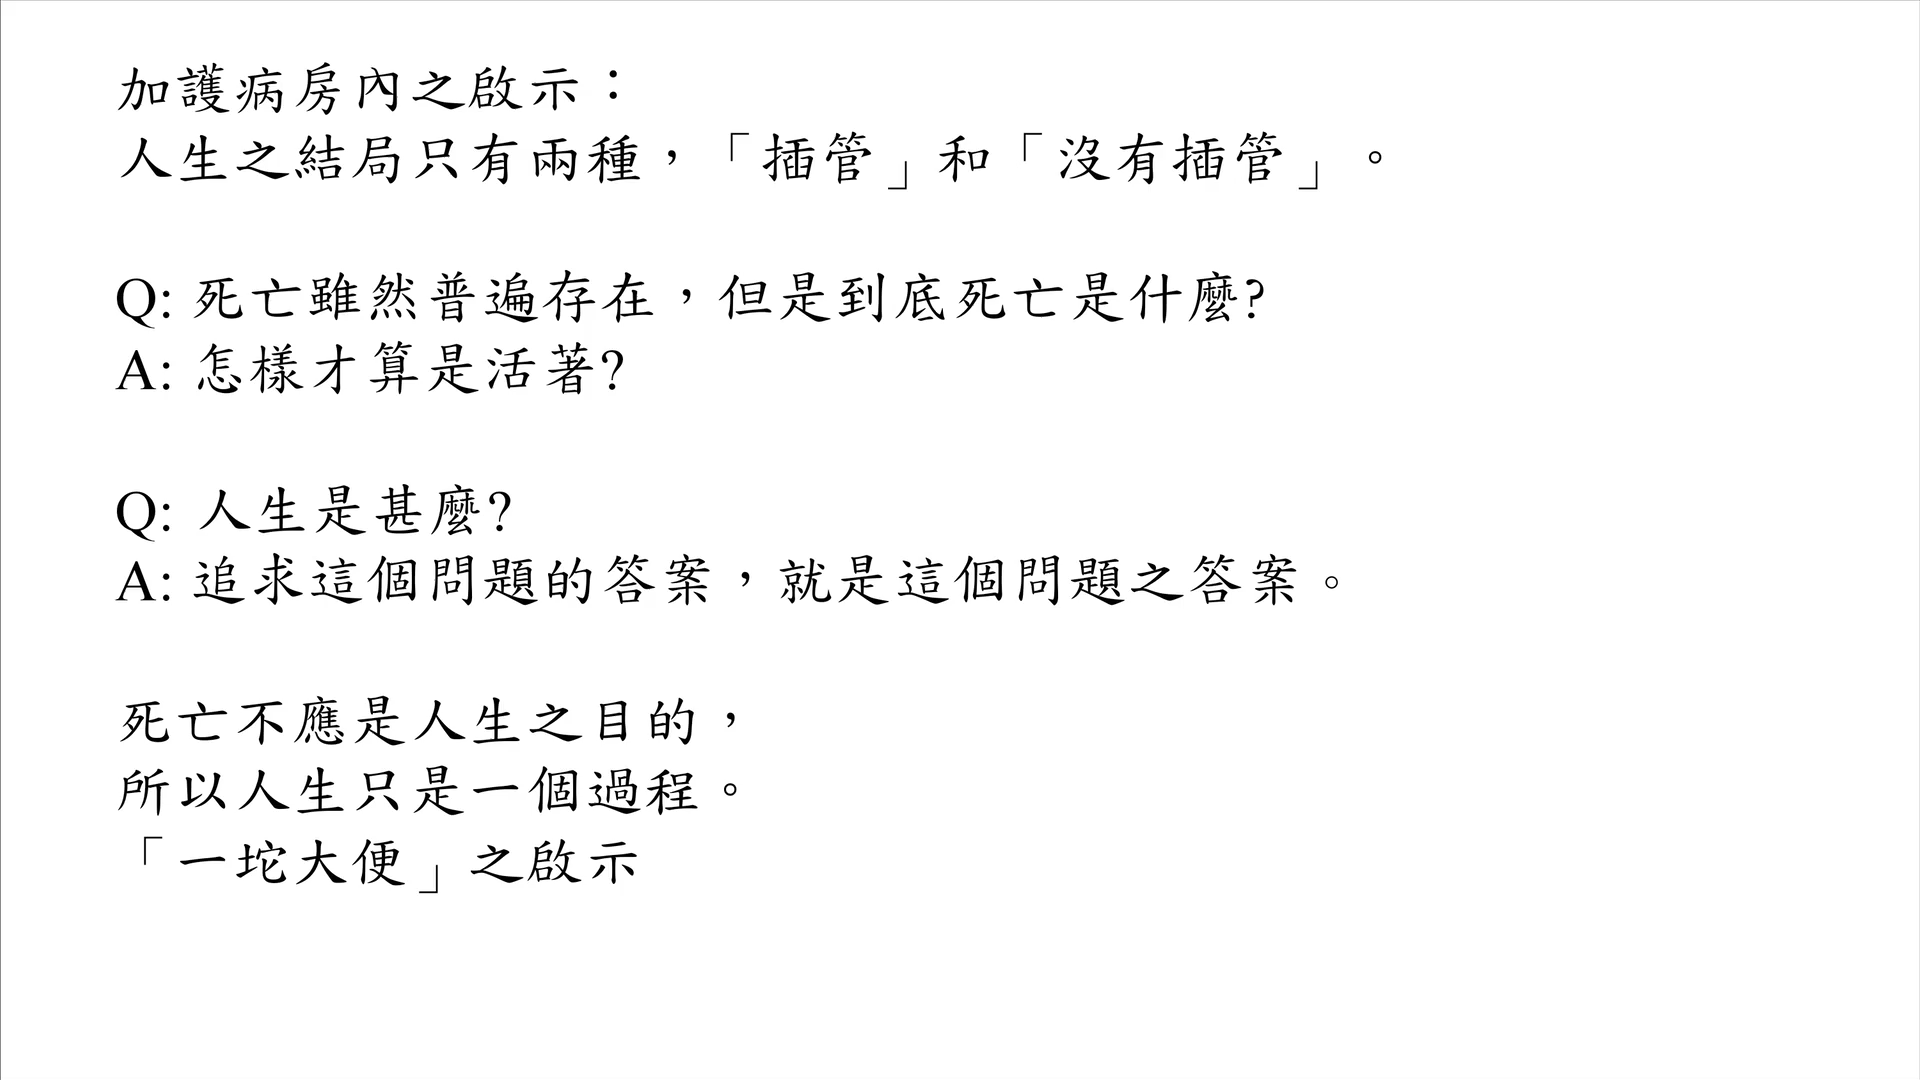 加護病房內之啟示：
人生之結局只有兩種，「插管」和「沒有插管」。
Q: 死亡雖然普遍存在，但是到底死亡是什麼?
A: 怎樣才算是活著?
Q: 人生是甚麼?
A: 追求這個問題的答案，就是這個問題之答案。
死亡不應是人生之目的，
所以人生只是一個過程。
「一坨大便」之啟示